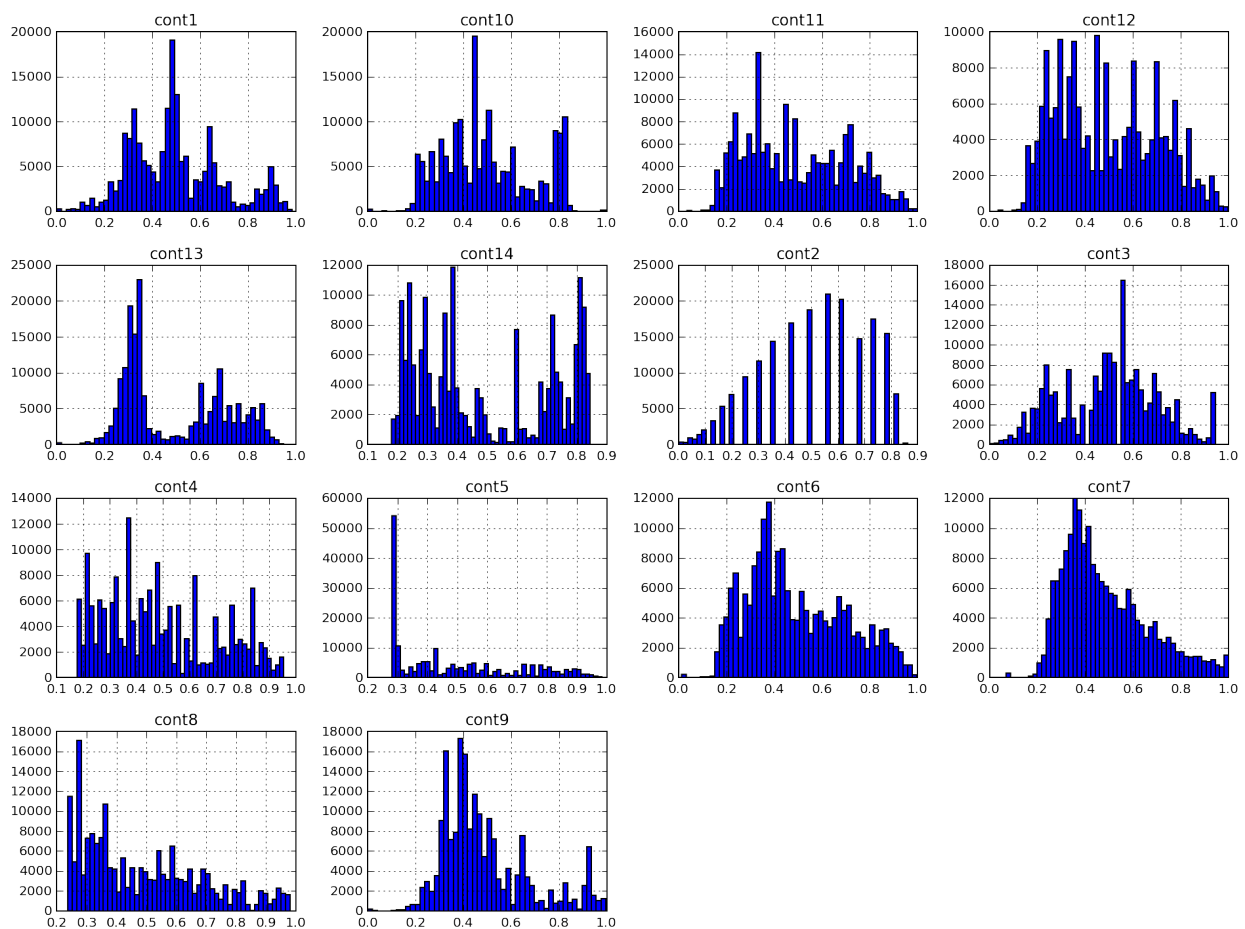 cont1 cont10 cont11 cont12
20000 20000 16000 10000
15000 15000 14000 8000
10000 10000 12000 6000
5000 5000 10000 4000
0 0 8000 2000
6000 0
4000
2000
0
0.0 0.2 0.4 0.6 0.8 1.0 0.0 0.2 0.4 0.6 0.8 1.0 0.0 0.2 0.4 0.6 0.8 1.0 0.0 0.2 0.4 0.6 0.8 1.0
cont13 cont14 cont2 cont3
25000 12000 25000 18000
20000 10000 20000 16000
15000 8000 15000 14000
10000 6000 10000 12000
5000 4000 5000 10000
0 2000 0 8000
0 6000
4000
2000
0
0.0 0.2 0.4 0.6 0.8 1.0 0.1 0.2 0.3 0.4 0.5 0.6 0.7 0.8 0.9 0.0 0.1 0.2 0.3 0.4 0.5 0.6 0.7 0.8 0.9 0.0 0.2 0.4 0.6 0.8 1.0
cont4 cont5 cont6 cont7
14000 60000 12000 12000
12000 50000 10000 10000
10000 40000 8000 8000
8000 30000 6000 6000
6000 20000 4000 4000
4000 10000 2000 2000
2000 0 0 0
0
0.1 0.2 0.3 0.4 0.5 0.6 0.7 0.8 0.9 1.0 0.2 0.3 0.4 0.5 0.6 0.7 0.8 0.9 1.0 0.0 0.2 0.4 0.6 0.8 1.0 0.0 0.2 0.4 0.6 0.8 1.0
cont8 cont9
18000 18000
16000 16000
14000 14000
12000 12000
10000 10000
8000 8000
6000 6000
4000 4000
2000 2000
0 0
0.2 0.3 0.4 0.5 0.6 0.7 0.8 0.9 1.0 0.0 0.2 0.4 0.6 0.8 1.0